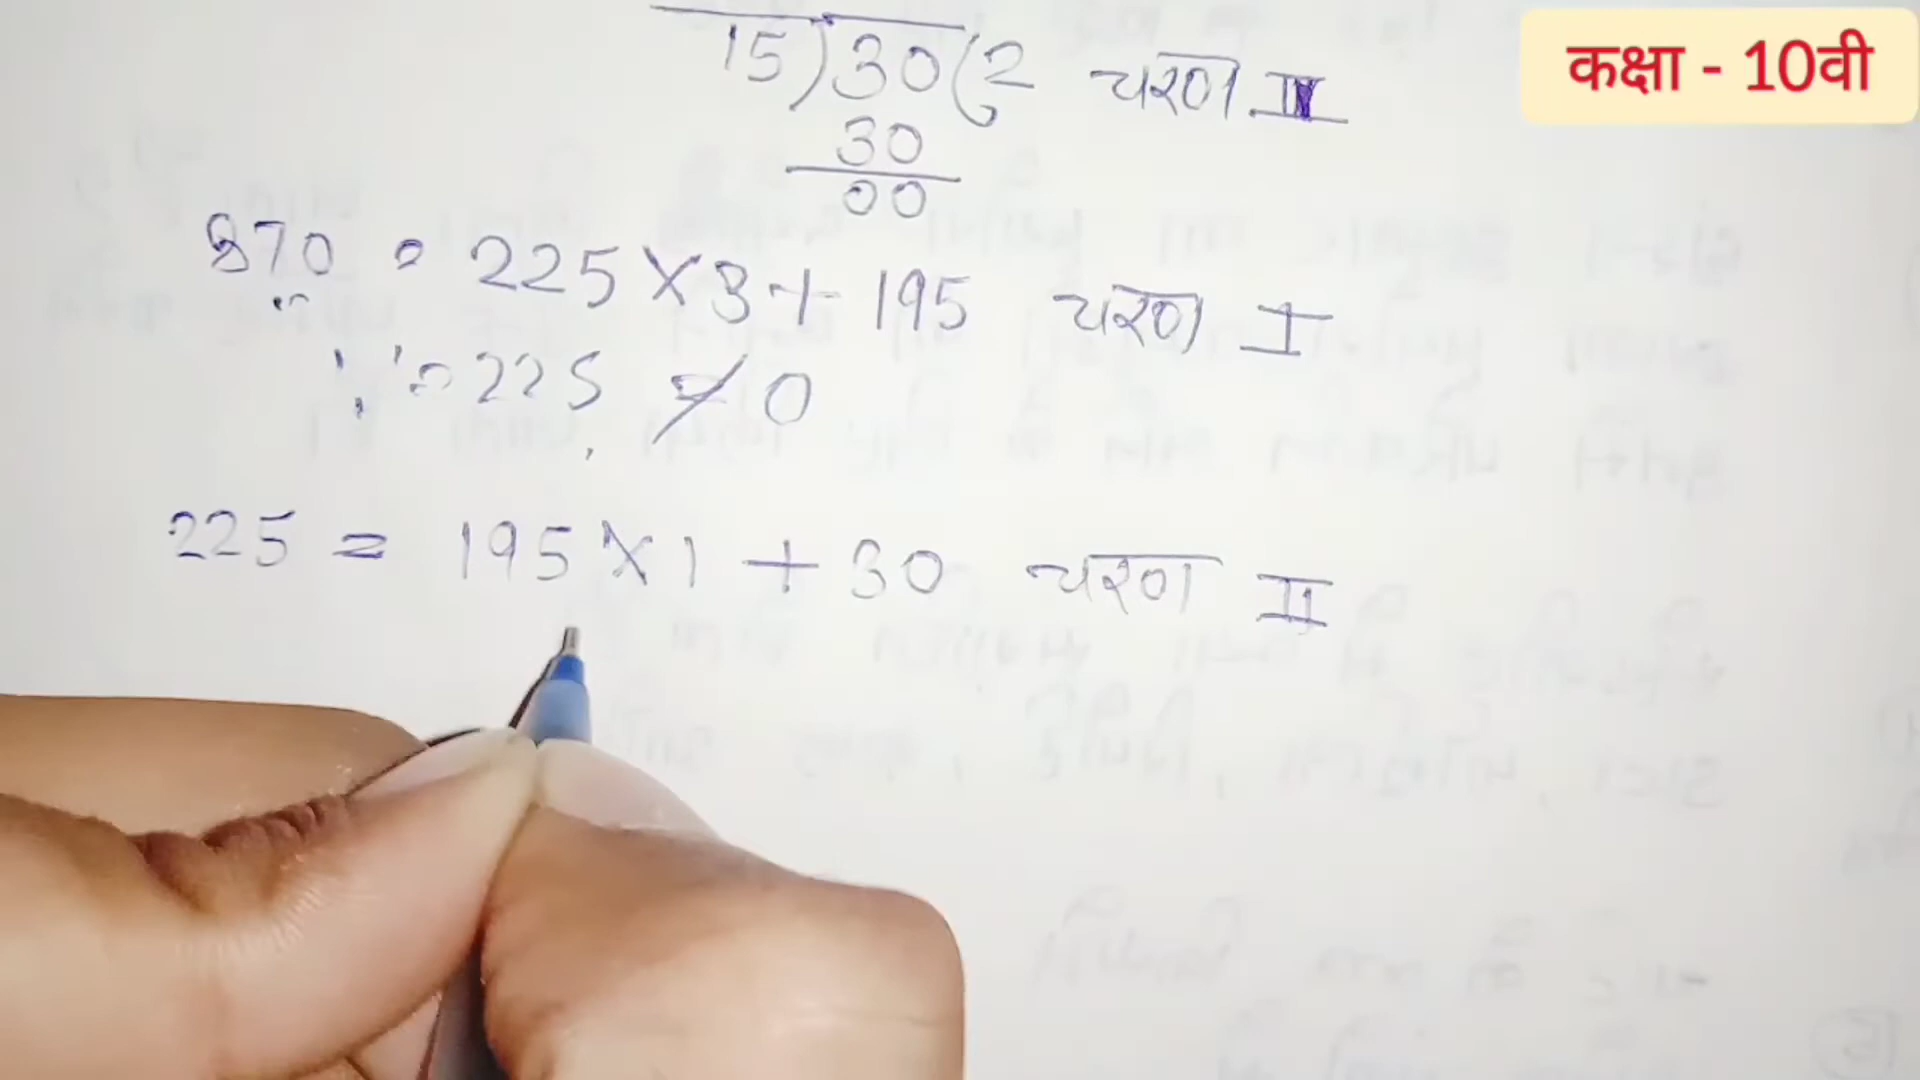 कक्षा - 10वी
15)30(2 चरण IV
30
00
870 = 225 × 3 + 195 चरण I
∵ = 225 ≠ 0
225 = 195 × 1 + 30 चरण II